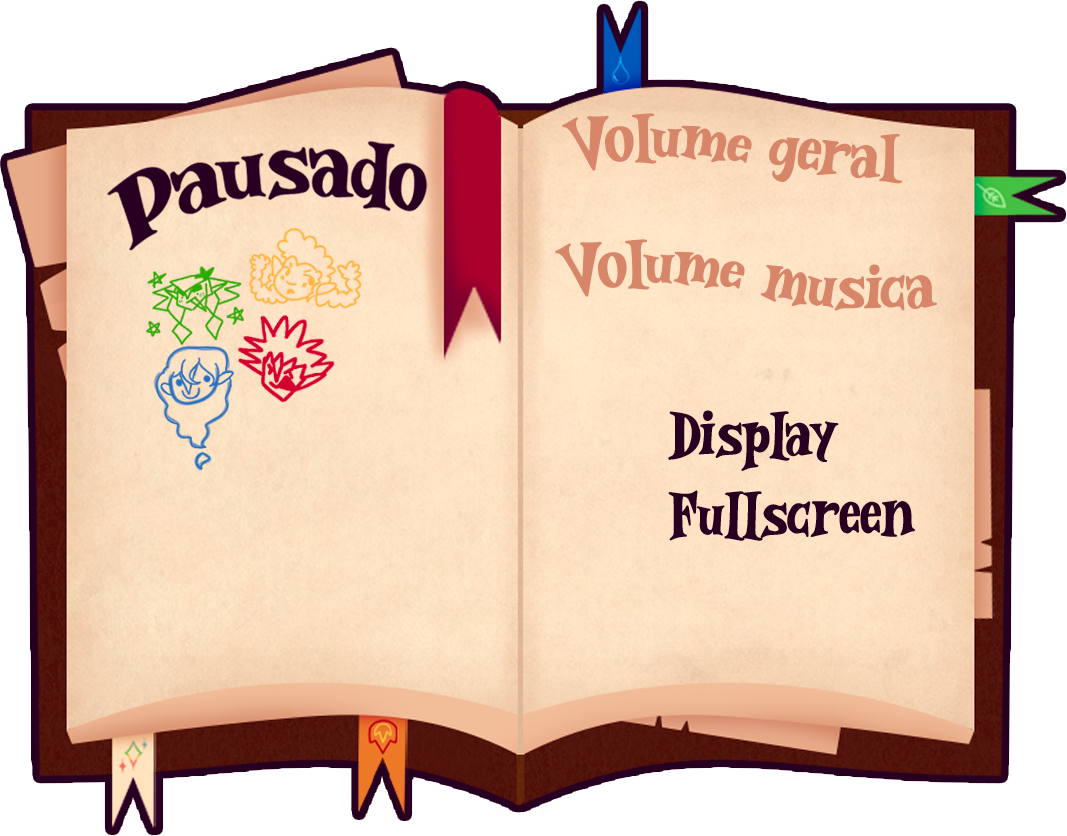 Pausado
Volume geral
Volume musica
Display
Fullscreen